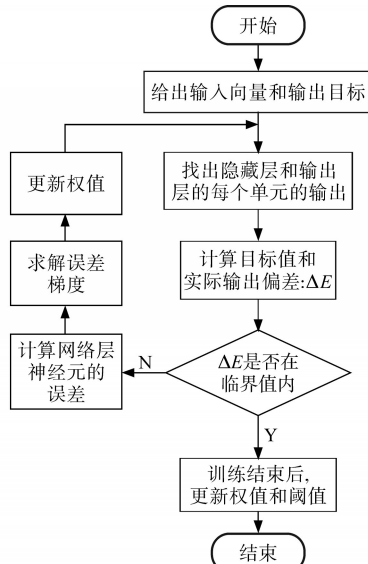 开始
给出输入向量和输出目标
找出隐藏层和输出
层的每个单元的输出
计算目标值和
实际输出偏差:ΔE
ΔE是否在
临界值内
N
计算网络层
神经元的
误差
求解误差
梯度
更新权值
Y
训练结束后,
更新权值和阈值
结束